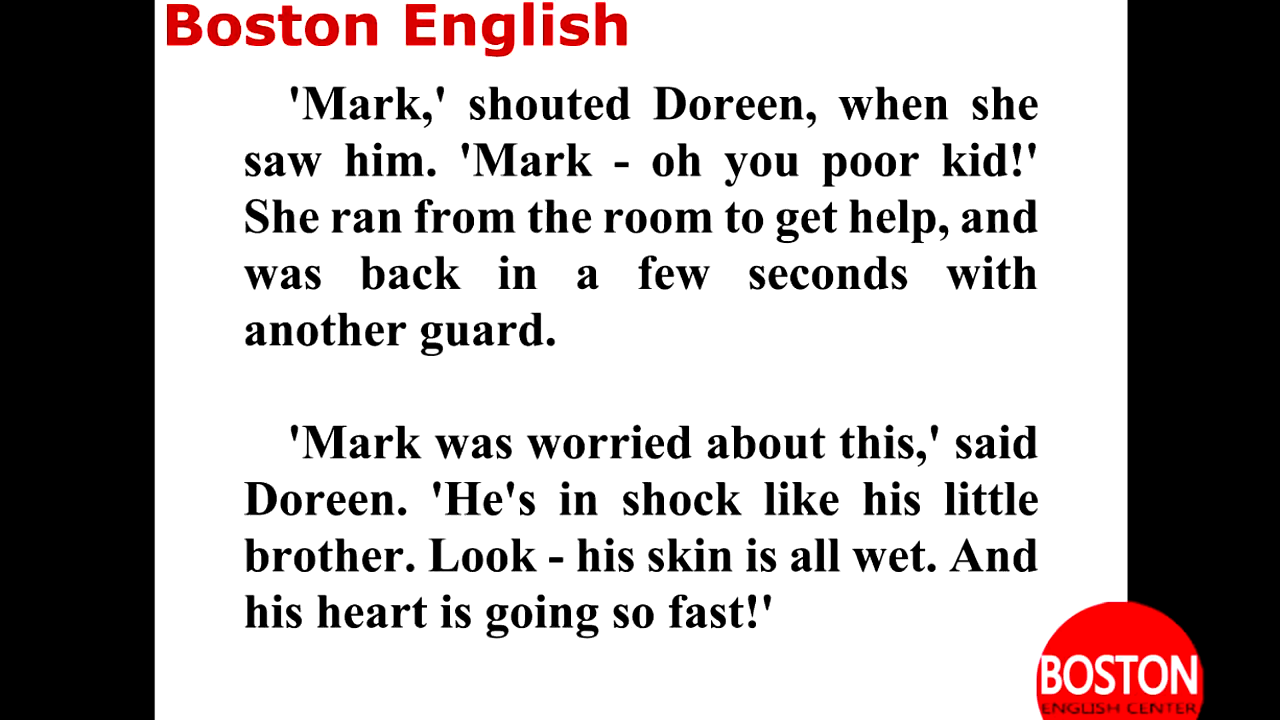 Boston English
'Mark,' shouted Doreen, when she
saw him. 'Mark - oh you poor kid!'
She ran from the room to get help, and
was back in a few seconds with
another guard.
'Mark was worried about this,' said
Doreen. 'He's in shock like his little
brother. Look - his skin is all wet. And
his heart is going so fast!'
BOSTON
ENGLISH CENTER